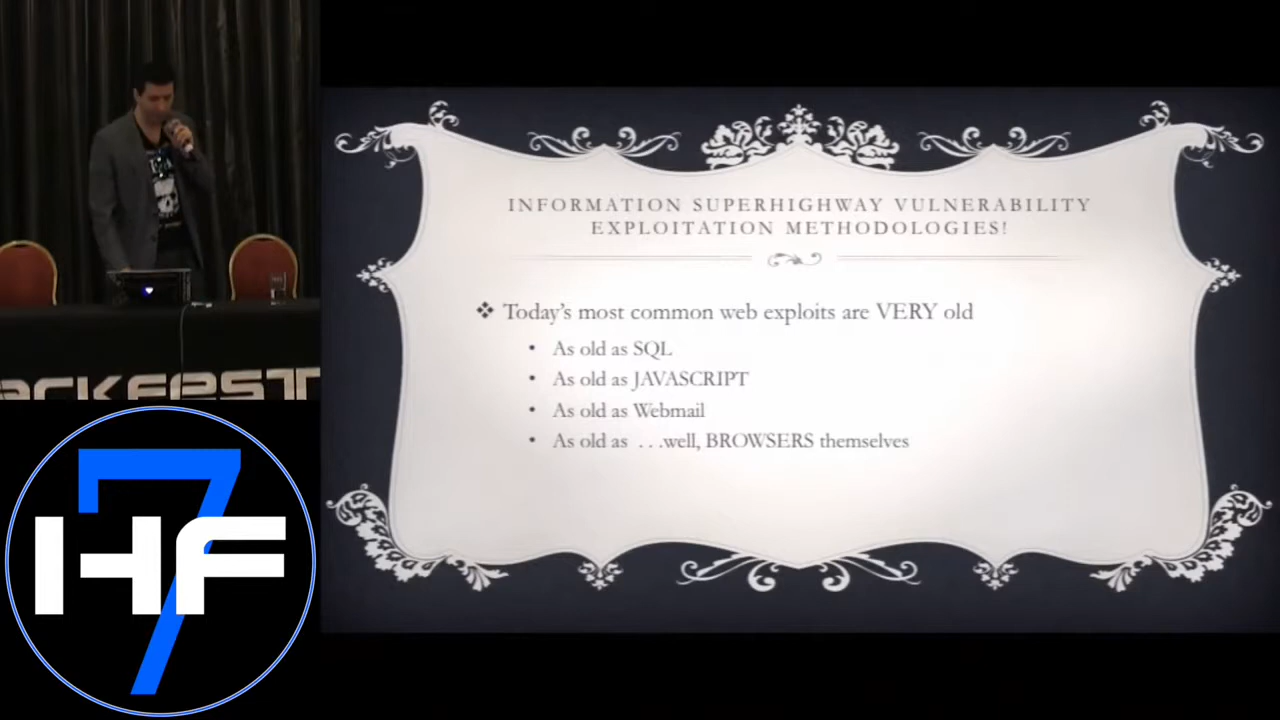 INFORMATION SUPERHIGHWAY VULNERABILITY
EXPLOITATION METHODOLOGIES!
❖ Today's most common web exploits are VERY old
• As old as SQL
• As old as JAVASCRIPT
• As old as Webmail
• As old as . . .well, BROWSERS themselves
ACKFEST
7
HF